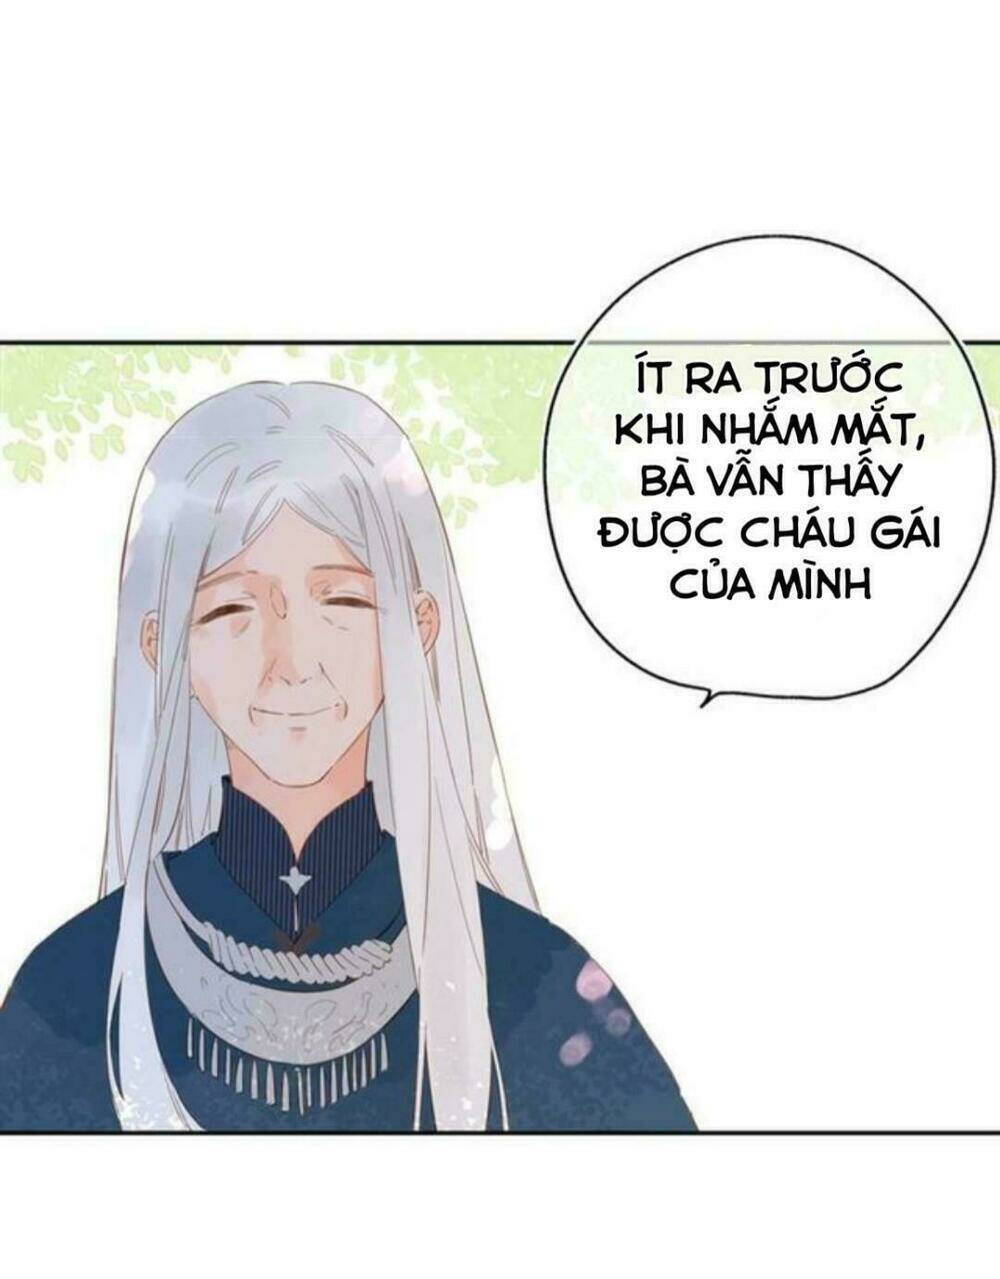 ÍT RA TRƯỚC
KHI NHẮM MẮT,
BÀ VẪN THẤY
ĐƯỢC CHÁU GÁI
CỦA MÌNH